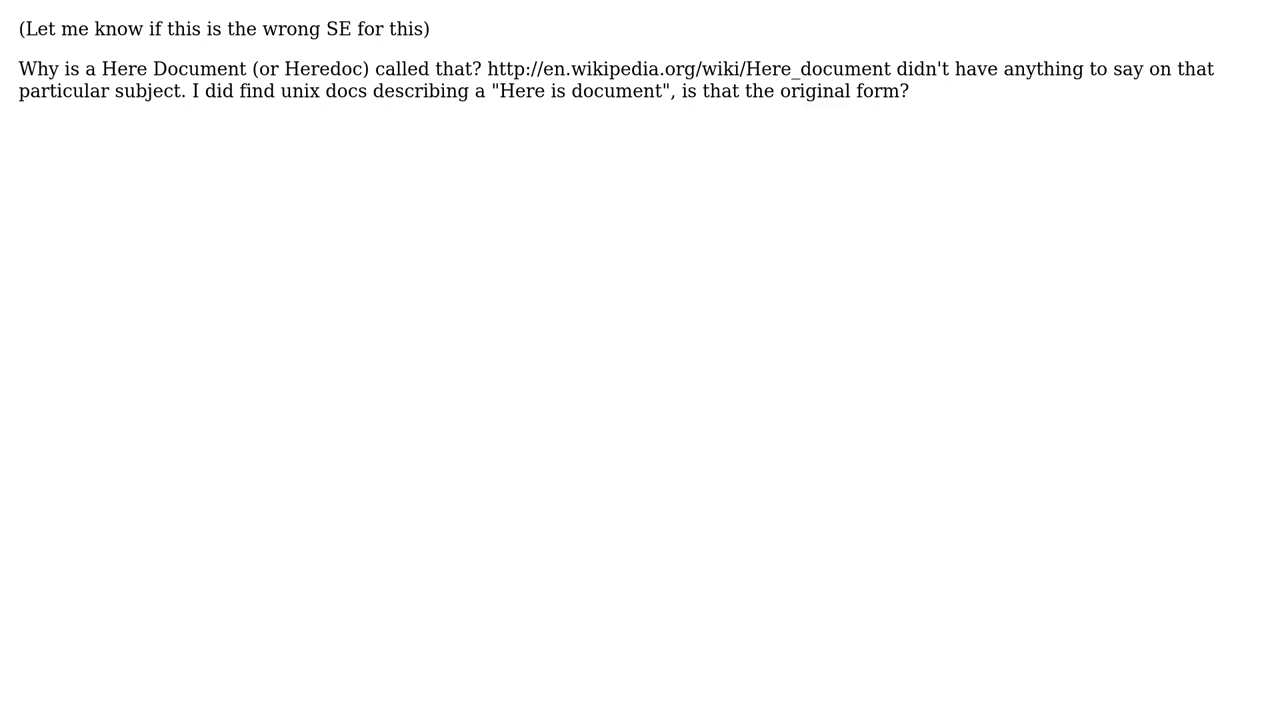 (Let me know if this is the wrong SE for this)
Why is a Here Document (or Heredoc) called that? http://en.wikipedia.org/wiki/Here_document didn't have anything to say on that
particular subject. I did find unix docs describing a "Here is document", is that the original form?